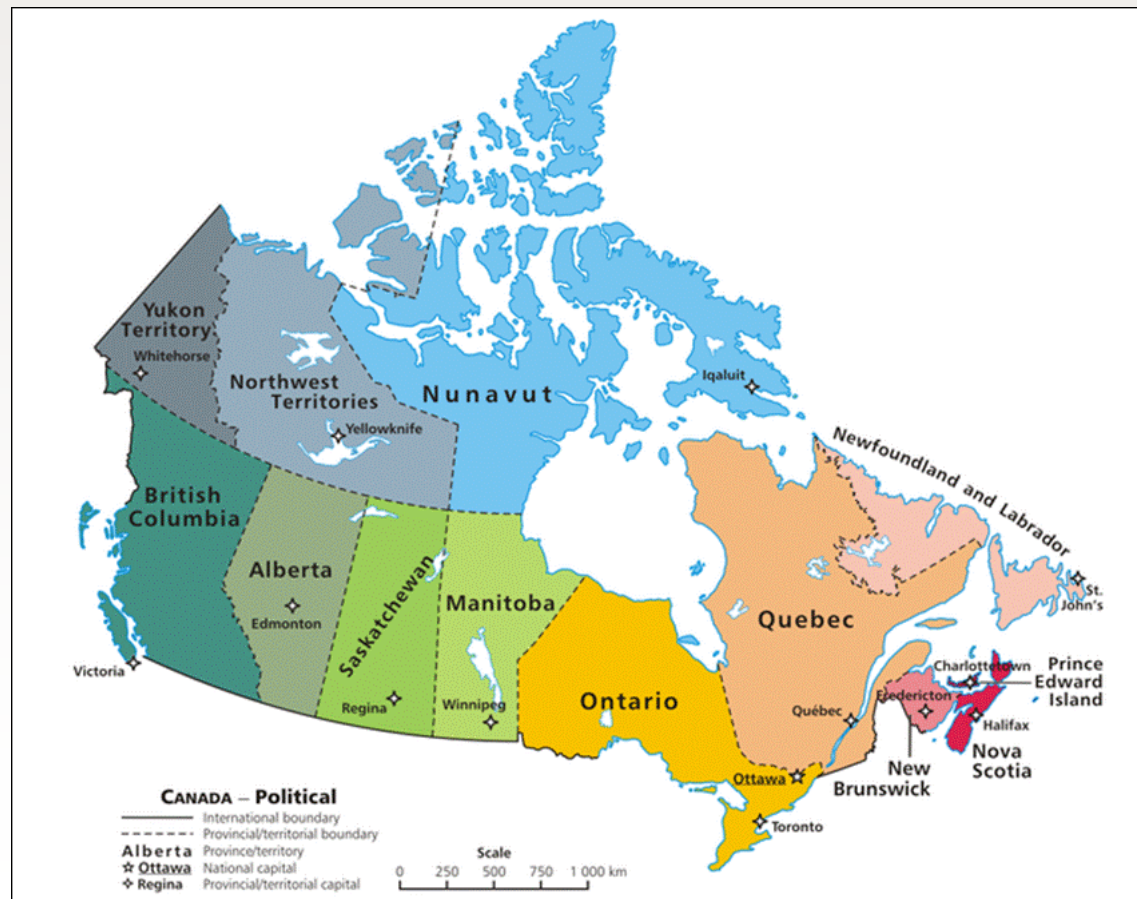 Yukon
Territory
Whitehorse
Northwest
Territories
Yellowknife
Nunavut
Iqaluit
Newfoundland and Labrador
British
Columbia
Alberta
Edmonton
Saskatchewan
Manitoba
Quebec
St.
John's
Victoria
Regina
Winnipeg
Ontario
Québec
Charlottetown
Prince
Edward
Island
Fredericton
Halifax
Nova
Scotia
New
Brunswick
Ottawa
Toronto
CANADA – Political
International boundary
Provincial/territorial boundary
Alberta Province/territory
Ottawa National capital
Regina Provincial/territorial capital
Scale
0 250 500 750 1 000 km